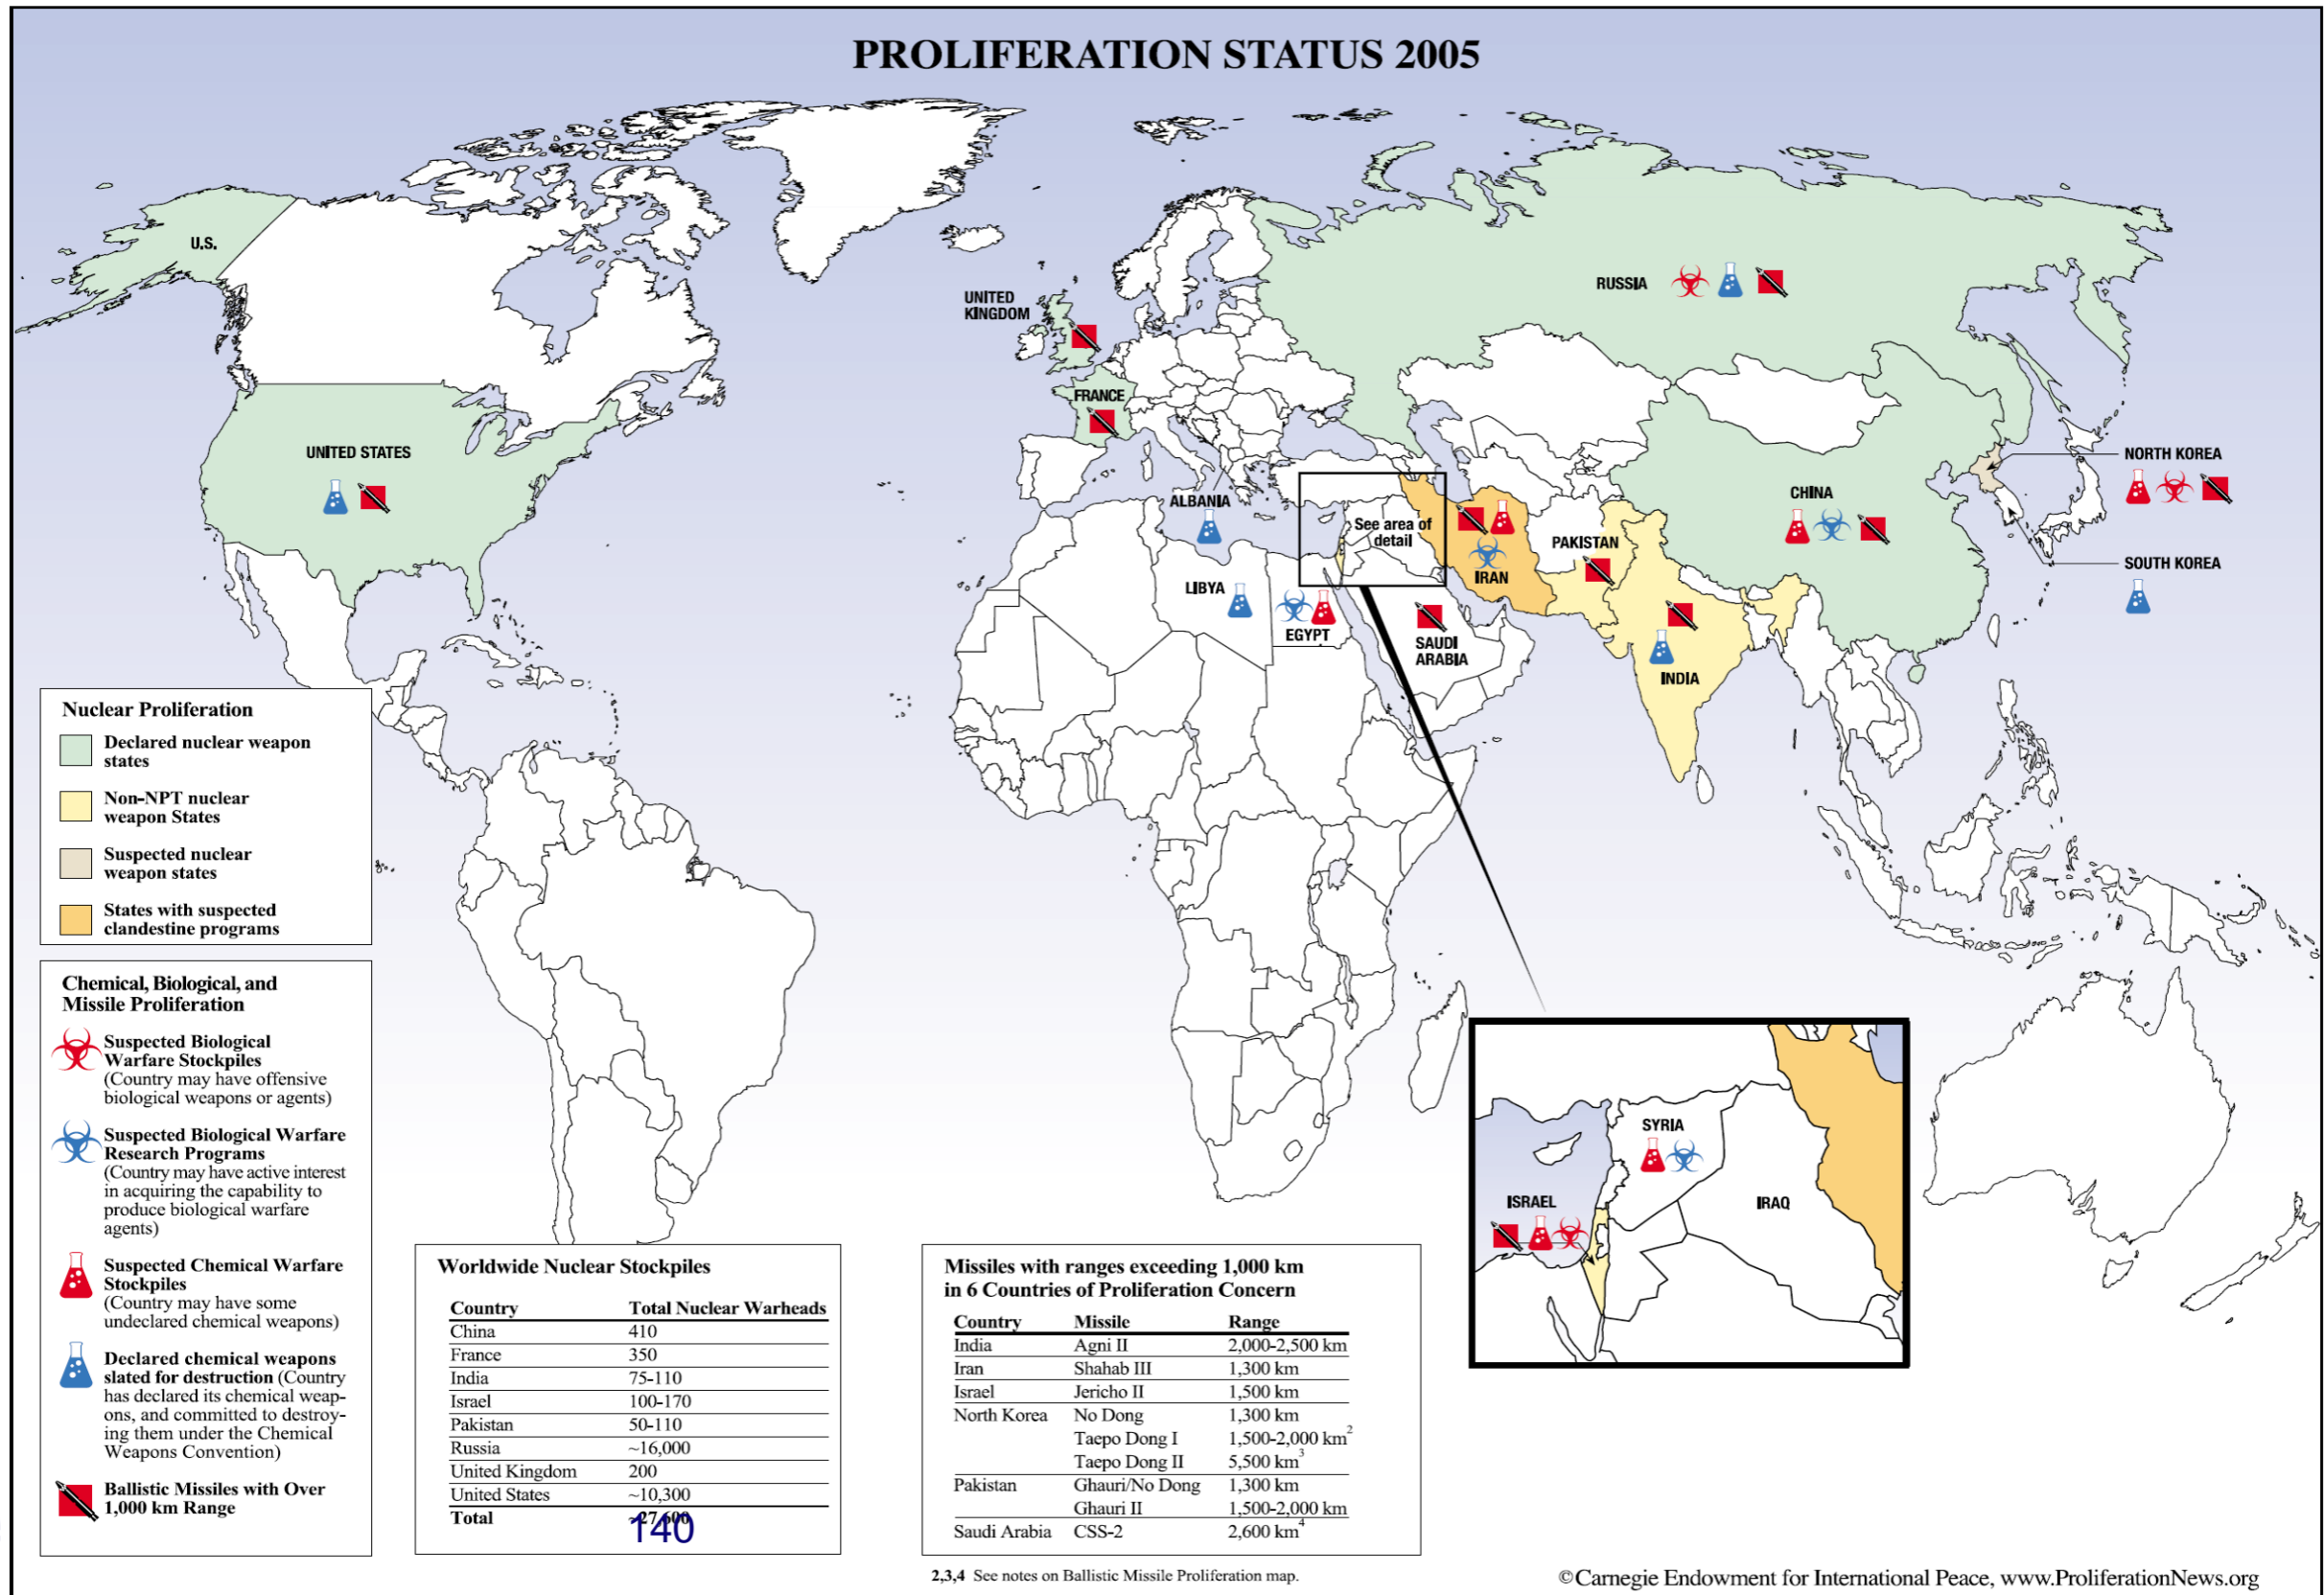 PROLIFERATION STATUS 2005
U.S.
UNITED STATES
UNITED
KINGDOM
FRANCE
RUSSIA
ALBANIA
LIBYA
EGYPT
See area of
detail
SAUDI
ARABIA
IRAN
PAKISTAN
INDIA
CHINA
NORTH KOREA
SOUTH KOREA
Nuclear Proliferation
Declared nuclear weapon
states
Non-NPT nuclear
weapon States
Suspected nuclear
weapon states
States with suspected
clandestine programs
Chemical, Biological, and
Missile Proliferation
Suspected Biological
Warfare Stockpiles
(Country may have offensive
biological weapons or agents)
Suspected Biological Warfare
Research Programs
(Country may have active interest
in acquiring the capability to
produce biological warfare
agents)
Suspected Chemical Warfare
Stockpiles
(Country may have some
undeclared chemical weapons)
Declared chemical weapons
slated for destruction (Country
has declared its chemical weap-
ons, and committed to destroy-
ing them under the Chemical
Weapons Convention)
Ballistic Missiles with Over
1,000 km Range
Worldwide Nuclear Stockpiles
Country Total Nuclear Warheads
China 410
France 350
India 75-110
Israel 100-170
Pakistan 50-110
Russia ~16,000
United Kingdom 200
United States ~10,300
Total ~27,600
140
Missiles with ranges exceeding 1,000 km
in 6 Countries of Proliferation Concern
Country Missile Range
India Agni II 2,000-2,500 km
Iran Shahab III 1,300 km
Israel Jericho II 1,500 km
North Korea No Dong 1,300 km
Taepo Dong I 1,500-2,000 km2
Taepo Dong II 5,500 km3
Pakistan Ghauri/No Dong 1,300 km
Ghauri II 1,500-2,000 km
Saudi Arabia CSS-2 2,600 km4
2,3,4 See notes on Ballistic Missile Proliferation map.
SYRIA
ISRAEL
IRAQ
©Carnegie Endowment for International Peace, www.ProliferationNews.org